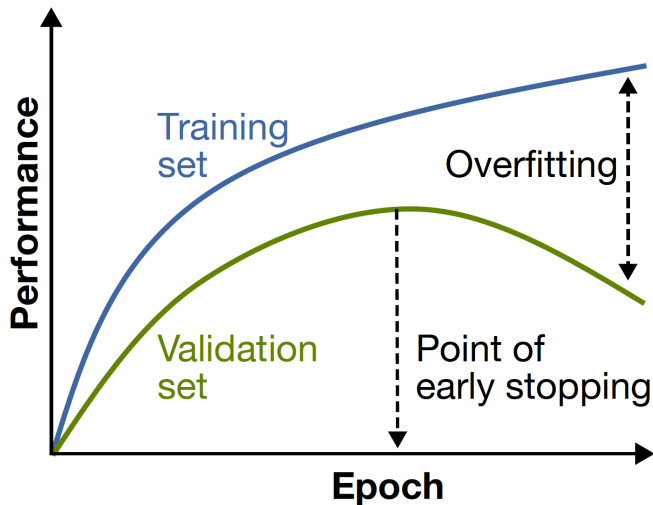 Performance
Training
set
Overfitting
Validation
set
Point of
early stopping
Epoch